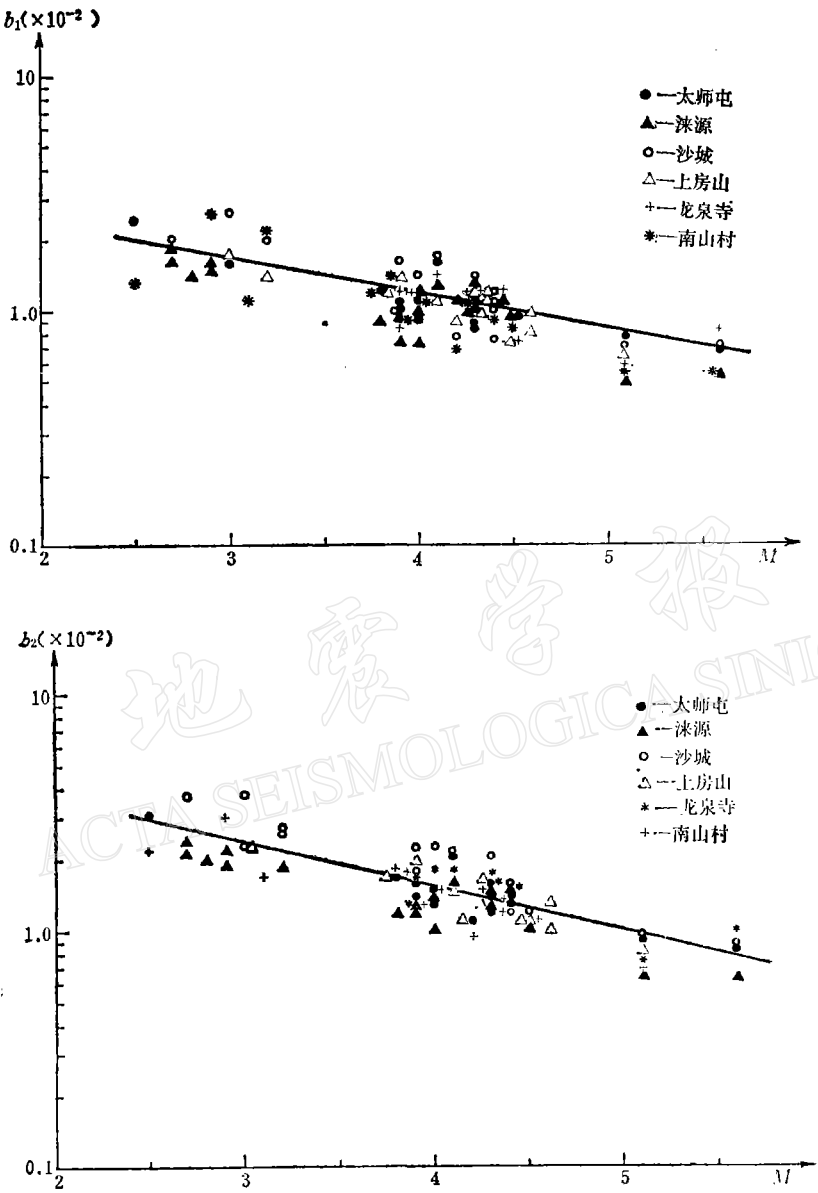 b₁(×10⁻²)
10
●—太师屯
▲—涞源
○—沙城
△—上房山
+—龙泉寺
*—南山村
1.0
0.1
2
3
4
5
M
地震学报
ACTA SEISMOLOGICA SINIC
b₂(×10⁻²)
10
●—太师屯
▲—涞源
○—沙城
△—上房山
*—龙泉寺
+—南山村
1.0
0.1
2
3
4
5
M